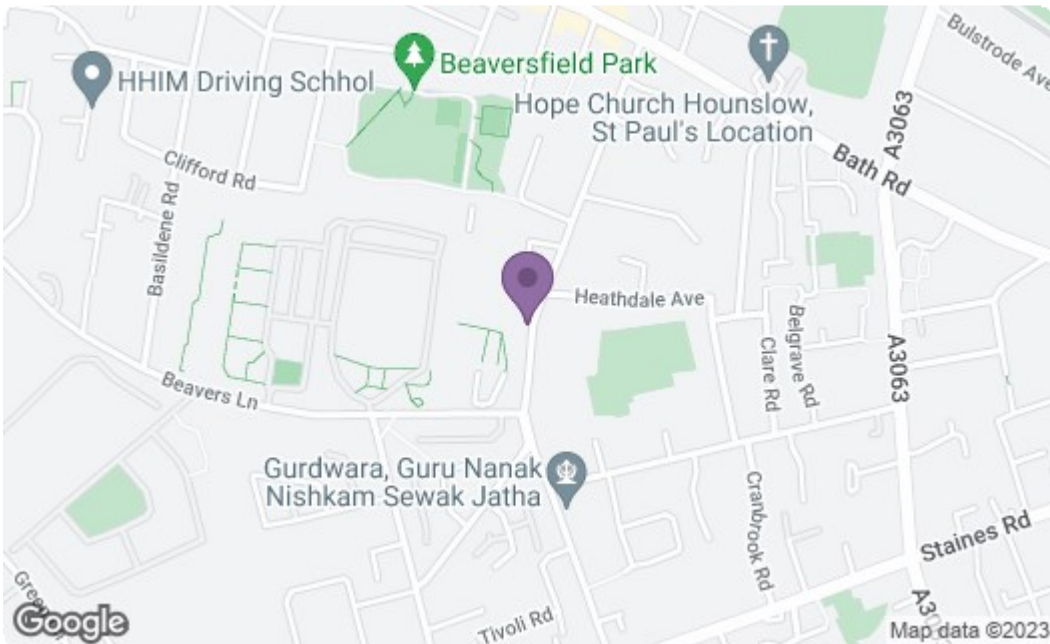 Bulstrode Ave
Beaversfield Park
HHIM Driving Schhol
Hope Church Hounslow,
St Paul's Location
A3063
Bath Rd
Clifford Rd
Basildene Rd
Heathdale Ave
Belgrave Rd
Clare Rd
A3063
Beavers Ln
Gurdwara, Guru Nanak
Nishkam Sewak Jatha
Cranbrook Rd
Staines Rd
Tivoli Rd
Google
Map data ©2023